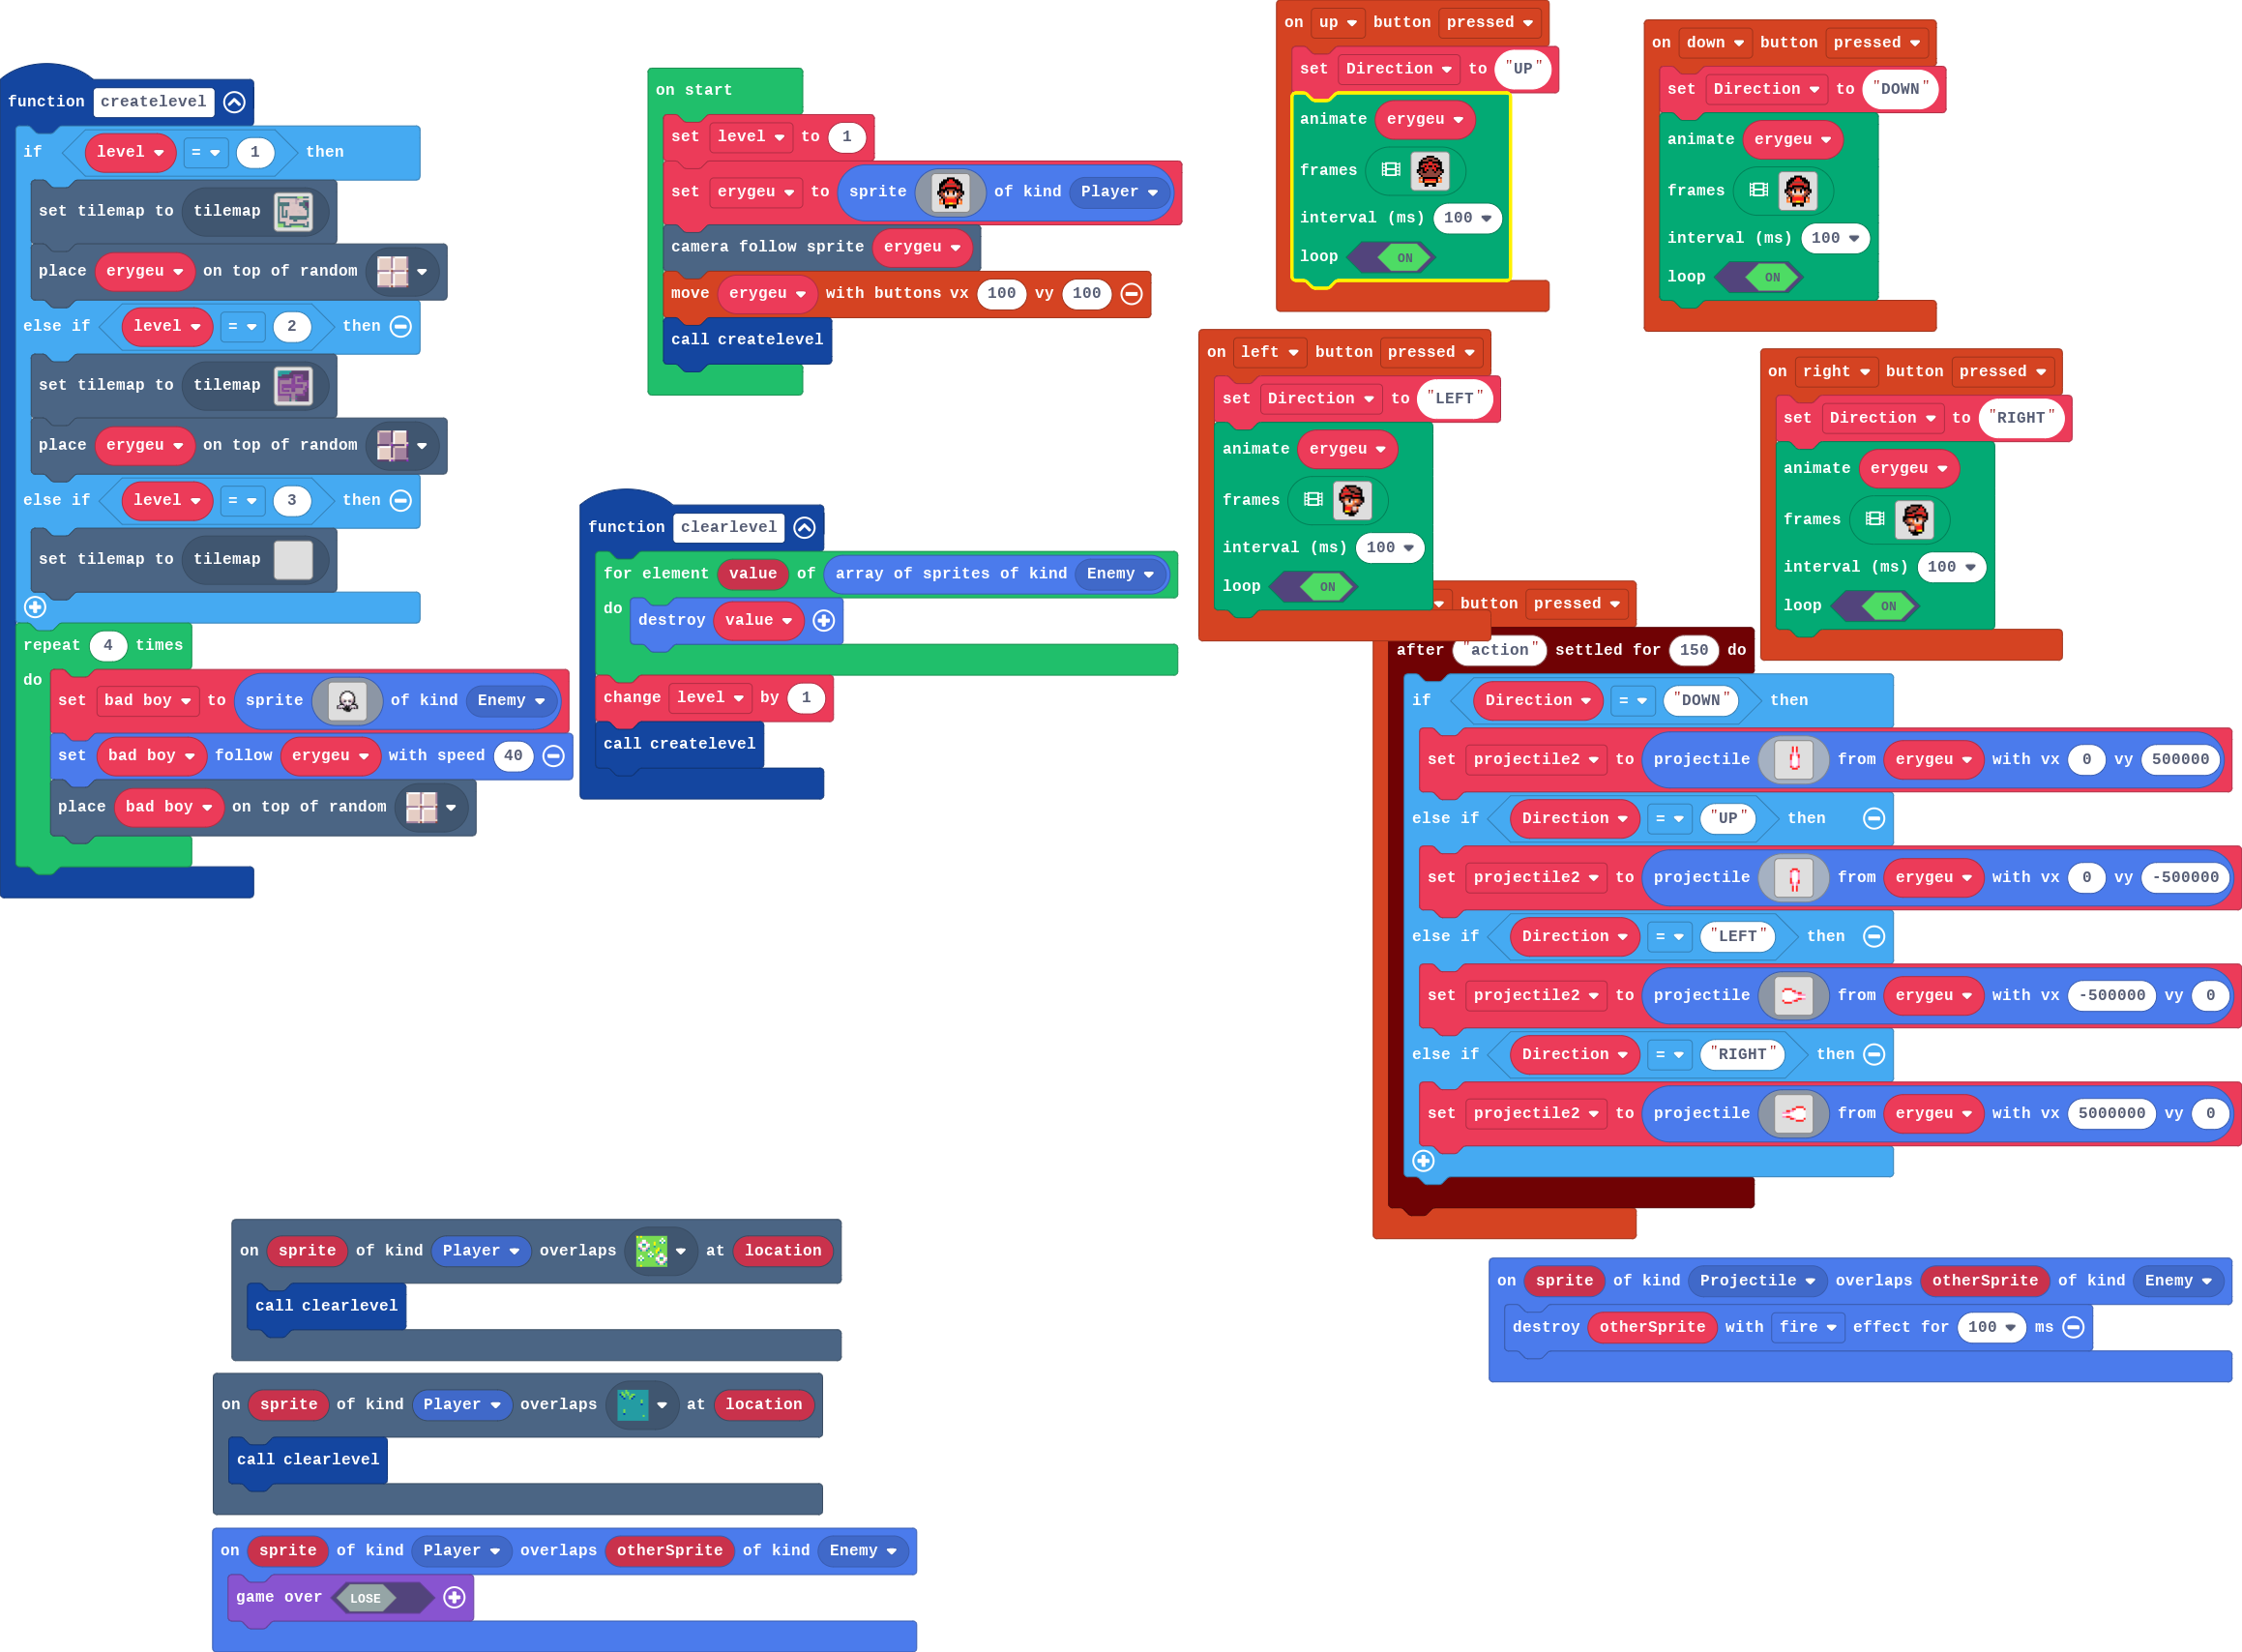 function createlevel
if level = 1 then
set tilemap to tilemap
place erygeu on top of random
else if level = 2 then
set tilemap to tilemap
place erygeu on top of random
else if level = 3 then
set tilemap to tilemap
repeat 4 times
do
set bad boy to sprite of kind Enemy
set bad boy follow erygeu with speed 40
place bad boy on top of random
on start
set level to 1
set erygeu to sprite of kind Player
camera follow sprite erygeu
move erygeu with buttons vx 100 vy 100
call createlevel
function clearlevel
for element value of array of sprites of kind Enemy
do destroy value
change level by 1
call createlevel
on up button pressed
set Direction to "UP"
animate erygeu
frames
interval (ms) 100
loop ON
on down button pressed
set Direction to "DOWN"
animate erygeu
frames
interval (ms) 100
loop ON
on left button pressed
set Direction to "LEFT"
animate erygeu
frames
interval (ms) 100
loop ON
on right button pressed
set Direction to "RIGHT"
animate erygeu
frames
interval (ms) 100
loop ON
button pressed
after "action" settled for 150 do
if Direction = "DOWN" then
set projectile2 to projectile from erygeu with vx 0 vy 500000
else if Direction = "UP" then
set projectile2 to projectile from erygeu with vx 0 vy -500000
else if Direction = "LEFT" then
set projectile2 to projectile from erygeu with vx -500000 vy 0
else if Direction = "RIGHT" then
set projectile2 to projectile from erygeu with vx 5000000 vy 0
on sprite of kind Player overlaps at location
call clearlevel
on sprite of kind Player overlaps at location
call clearlevel
on sprite of kind Player overlaps otherSprite of kind Enemy
game over LOSE
on sprite of kind Projectile overlaps otherSprite of kind Enemy
destroy otherSprite with fire effect for 100 ms